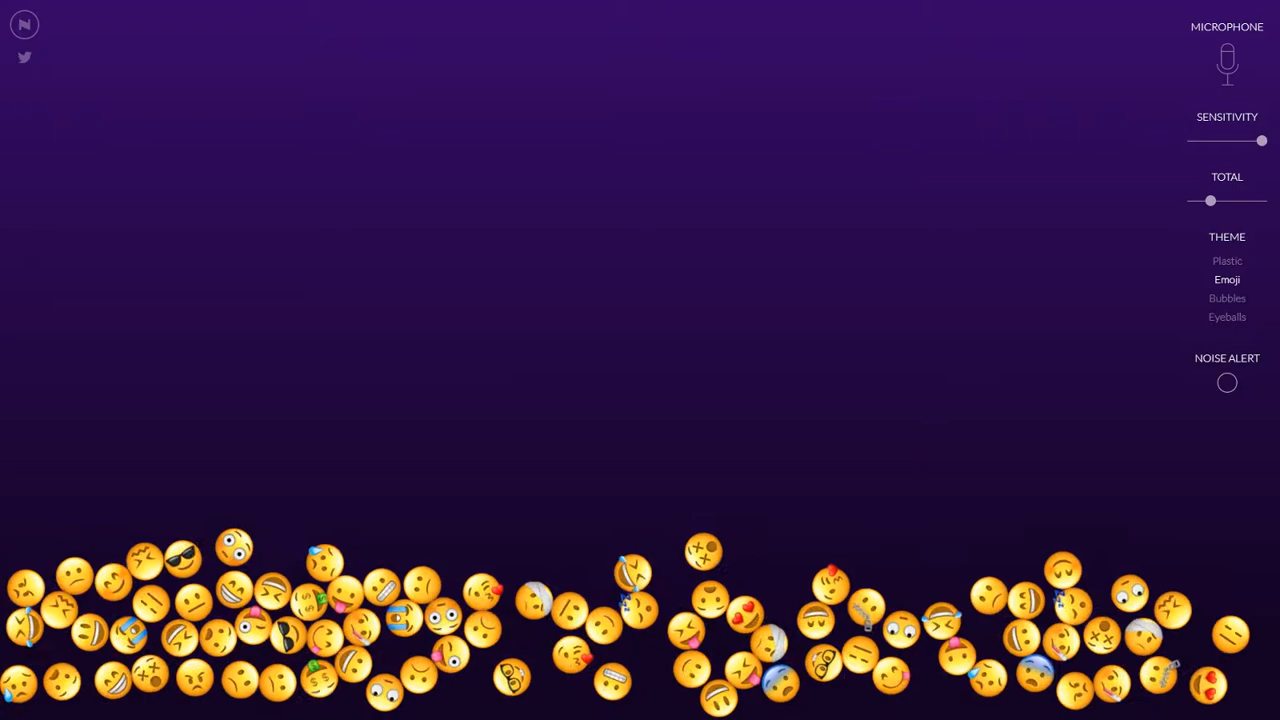 MICROPHONE
SENSITIVITY
TOTAL
THEME
Plastic
Emoji
Bubbles
Eyeballs
NOISE ALERT